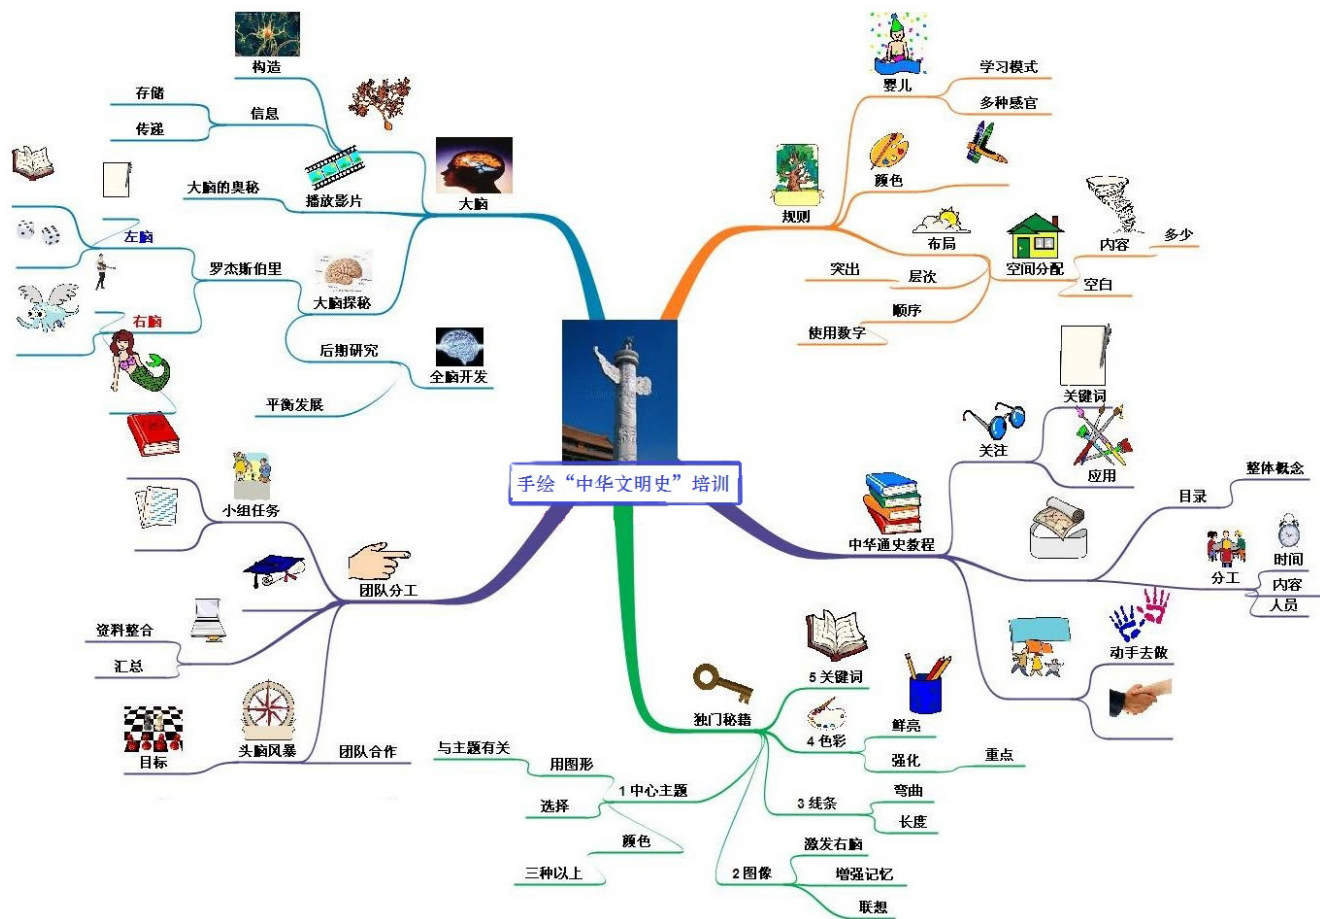 手绘“中华文明史”培训
大脑
构造
信息
存储
传递
播放影片
大脑的奥秘
大脑探秘
罗杰斯伯里
左脑
右脑
后期研究
全脑开发
平衡发展
规则
婴儿
学习模式
多种感官
颜色
布局
空间分配
内容
多少
空白
层次
突出
顺序
使用数字
中华通史教程
关注
关键词
应用
目录
整体概念
分工
时间
内容
人员
动手去做
独门秘籍
5 关键词
4 色彩
鲜亮
强化
重点
3 线条
弯曲
长度
2 图像
激发右脑
增强记忆
联想
1 中心主题
用图形
与主题有关
选择
颜色
三种以上
团队分工
小组任务
资料整合
汇总
头脑风暴
团队合作
目标